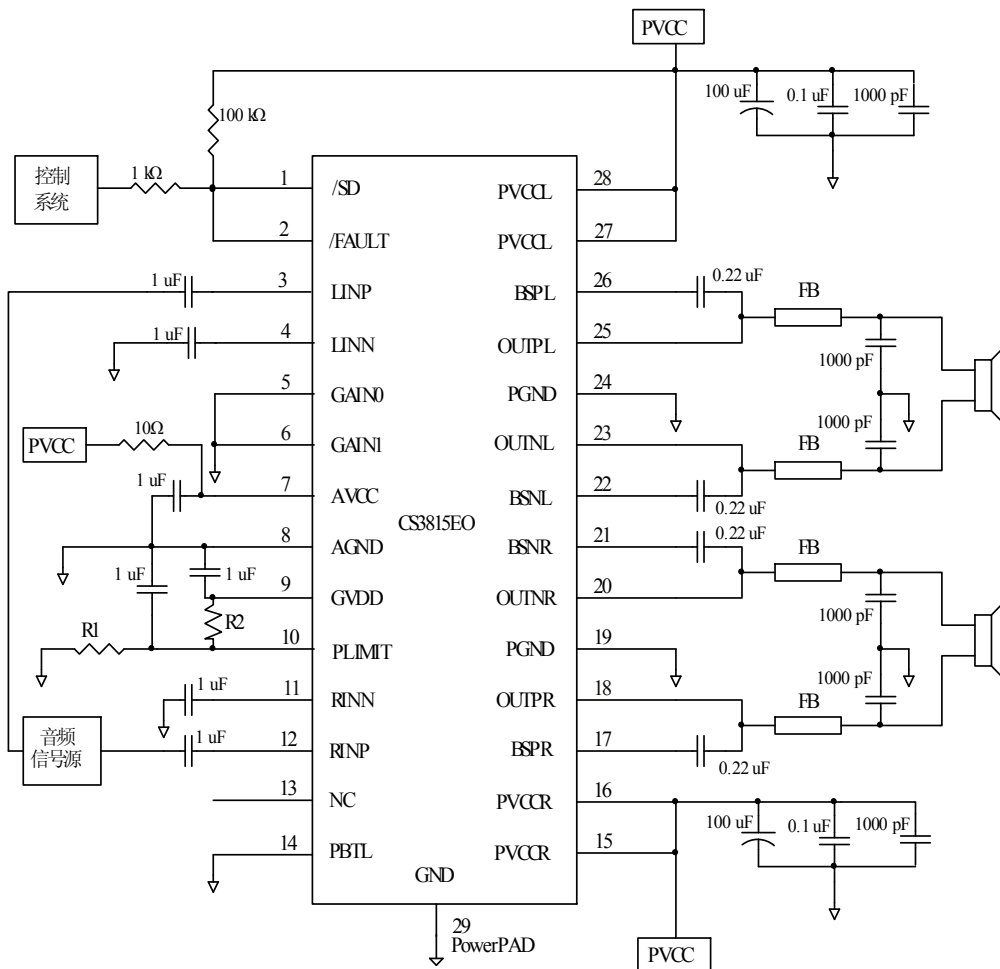 PVCC
100 uF
0.1 uF
1000 pF
100 kΩ
控制
系统
1 kΩ
1
/SD
PVCCL
28
2
/FAULT
PVCCL
27
1 uF
3
LINP
BSPL
26
0.22 uF
FB
1 uF
4
LINN
OUTPL
25
1000 pF
5
GAIN0
PGND
24
1000 pF
PVCC
10Ω
6
GAIN1
OUTNL
23
FB
1 uF
7
AVCC
BSNL
22
0.22 uF
CS3815EO
8
AGND
BSNR
21
0.22 uF
FB
1 uF
1 uF
9
GVDD
OUTNR
20
1000 pF
R1
R2
10
PLIMIT
PGND
19
1000 pF
1 uF
11
RINN
OUTPR
18
FB
音频
信号源
1 uF
12
RINP
BSPR
17
0.22 uF
13
NC
PVCCR
16
100 uF
0.1 uF
1000 pF
14
PBTL
PVCCR
15
GND
29
PowerPAD
PVCC